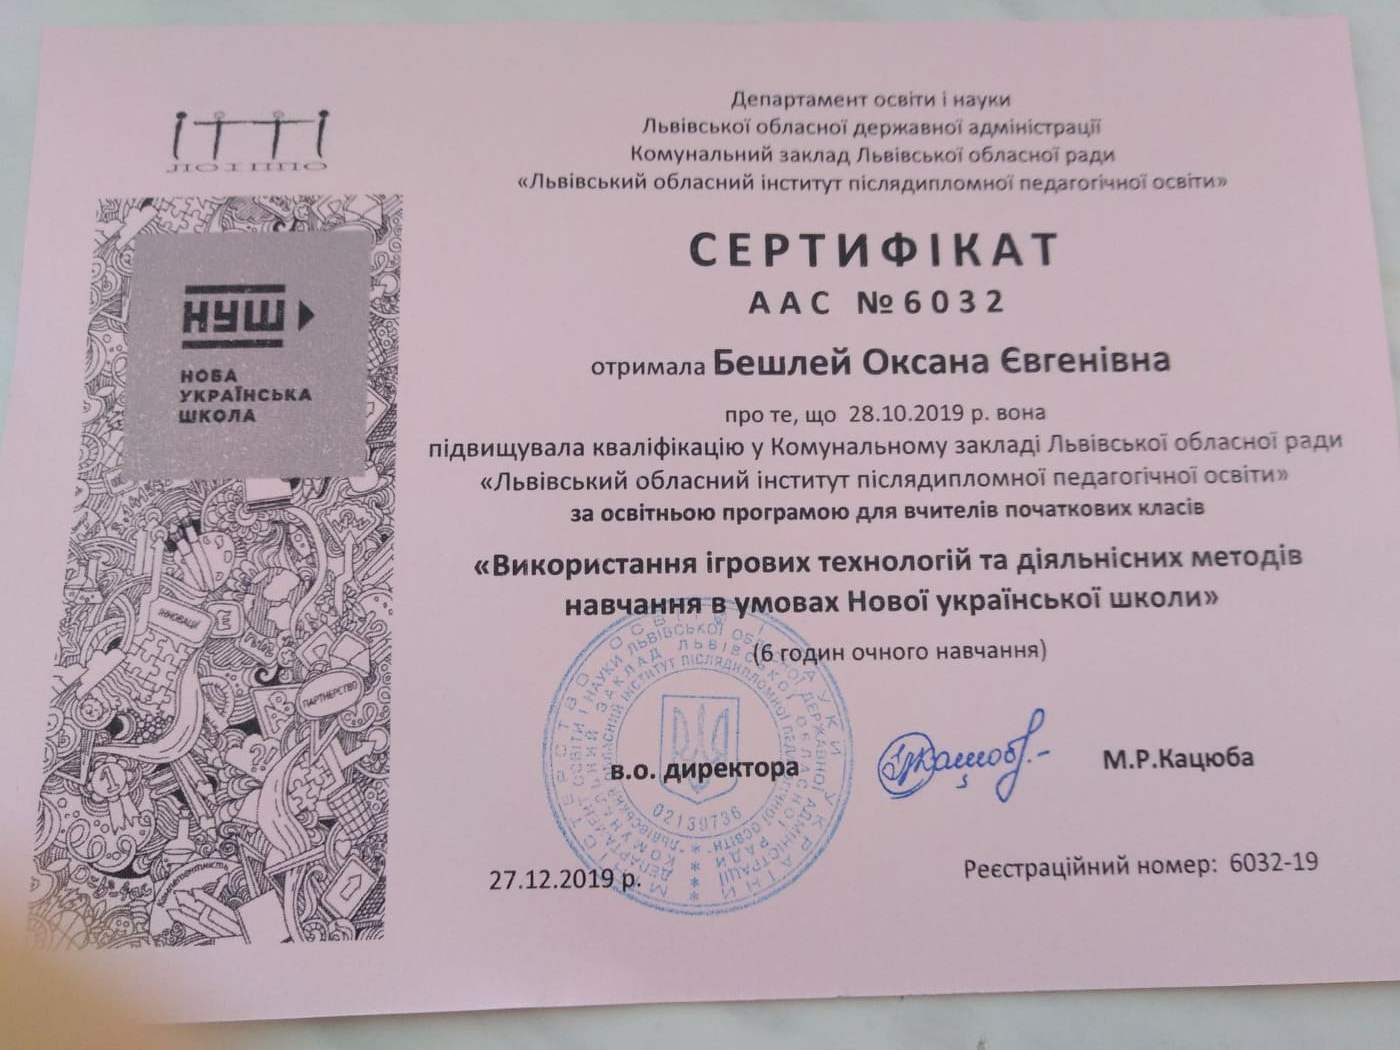 ІТТІ
ЛОІППО
НУШ
НОВА
УКРАЇНСЬКА
ШКОЛА
ІННОВАЦІЇ
ПАРТНЕРСТВО
Компетентність
Департамент освіти і науки
Львівської обласної державної адміністрації
Комунальний заклад Львівської обласної ради
«Львівський обласний інститут післядипломної педагогічної освіти»
СЕРТИФІКАТ
ААС №6032
отримала Бешлей Оксана Євгенівна
про те, що 28.10.2019 р. вона
підвищувала кваліфікацію у Комунальному закладі Львівської обласної ради
«Львівський обласний інститут післядипломної педагогічної освіти»
за освітньою програмою для вчителів початкових класів
«Використання ігрових технологій та діяльнісних методів
навчання в умовах Нової української школи»
(6 годин очного навчання)
в.о. директора
М.Р.Кацюба
02139736
27.12.2019 р.
Реєстраційний номер: 6032-19